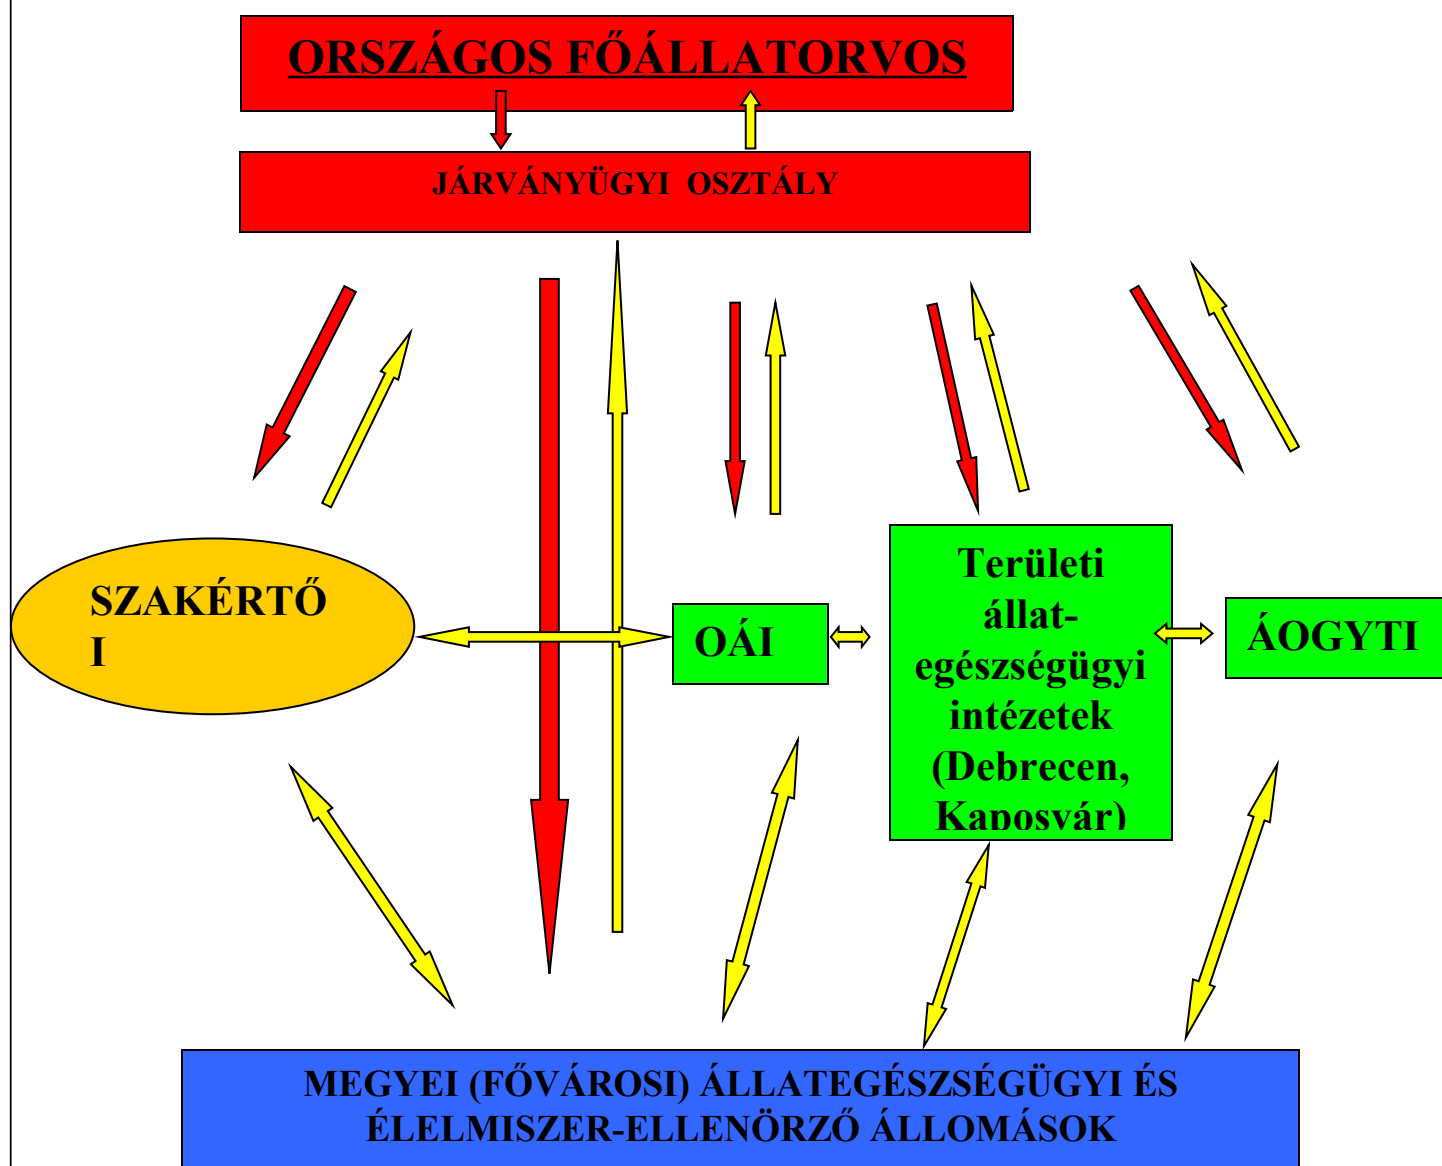 ORSZÁGOS FŐÁLLATORVOS
JÁRVÁNYÜGYI OSZTÁLY
SZAKÉRTŐ
I
OÁI
Területi
állat-
egészségügyi
intézetek
(Debrecen,
Kaposvár)
ÁOGYTI
MEGYEI (FŐVÁROSI) ÁLLATEGÉSZSÉGÜGYI ÉS
ÉLELMISZER-ELLENÖRZŐ ÁLLOMÁSOK